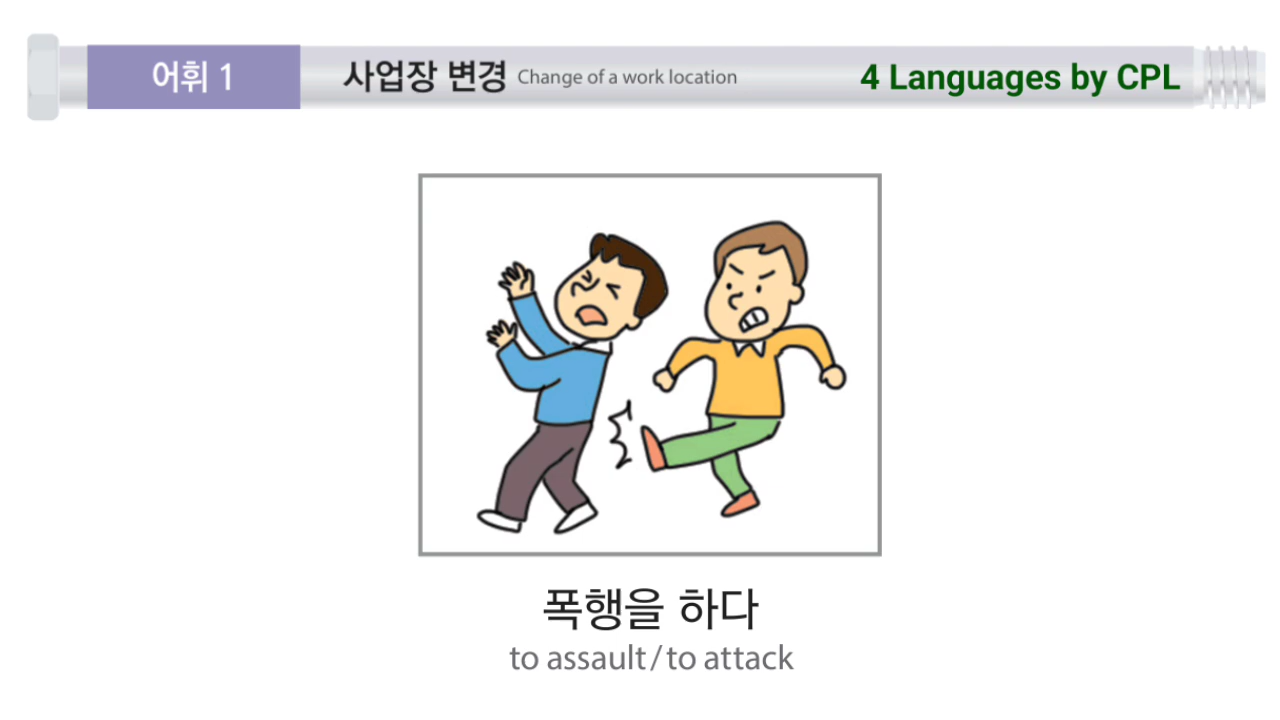 어휘 1 사업장 변경 Change of a work location 4 Languages by CPL
폭행을 하다
to assault/to attack